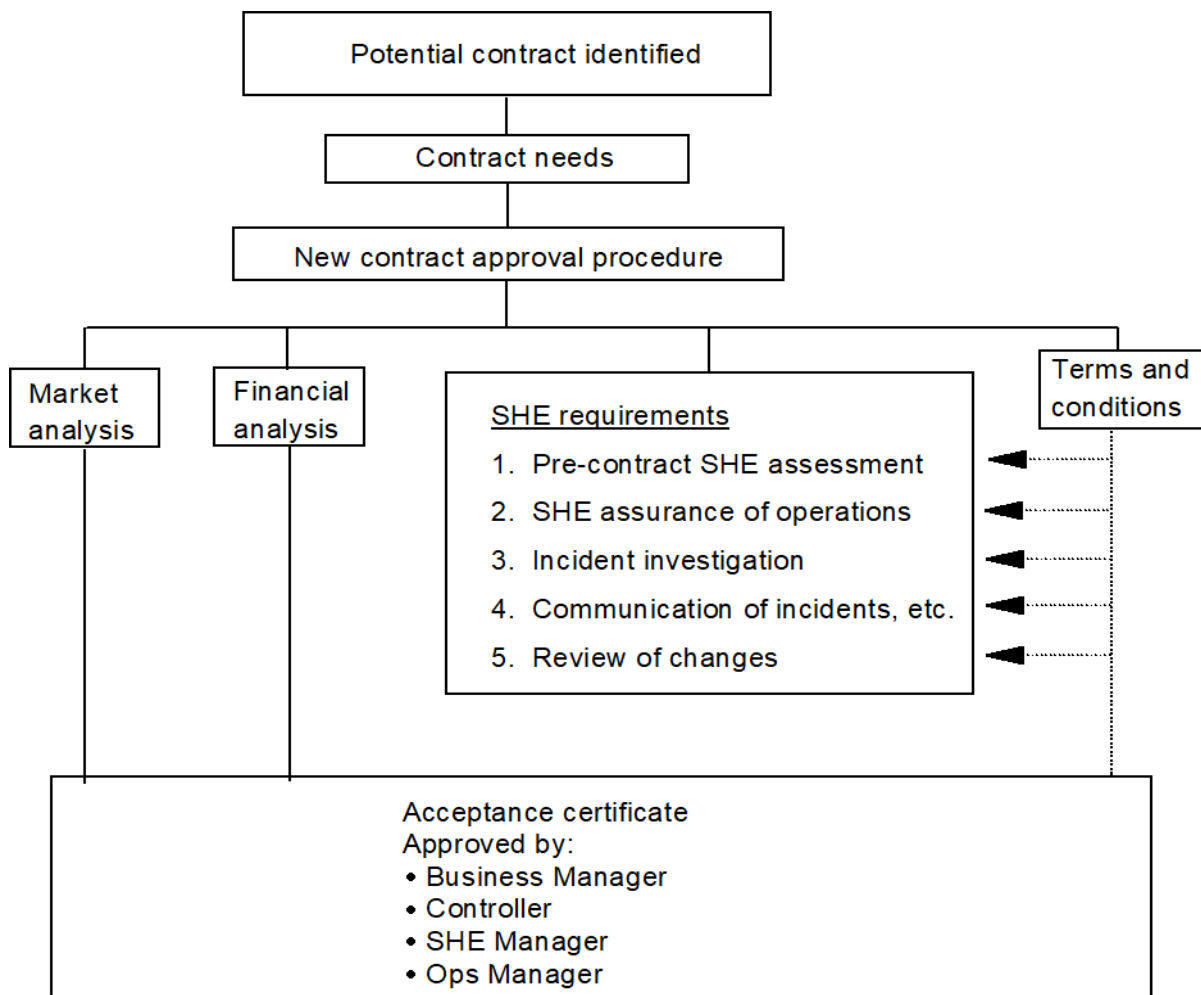 Potential contract identified
Contract needs
New contract approval procedure
Market
analysis
Financial
analysis
SHE requirements
1. Pre-contract SHE assessment
2. SHE assurance of operations
3. Incident investigation
4. Communication of incidents, etc.
5. Review of changes
Terms and
conditions
Acceptance certificate
Approved by:
• Business Manager
• Controller
• SHE Manager
• Ops Manager